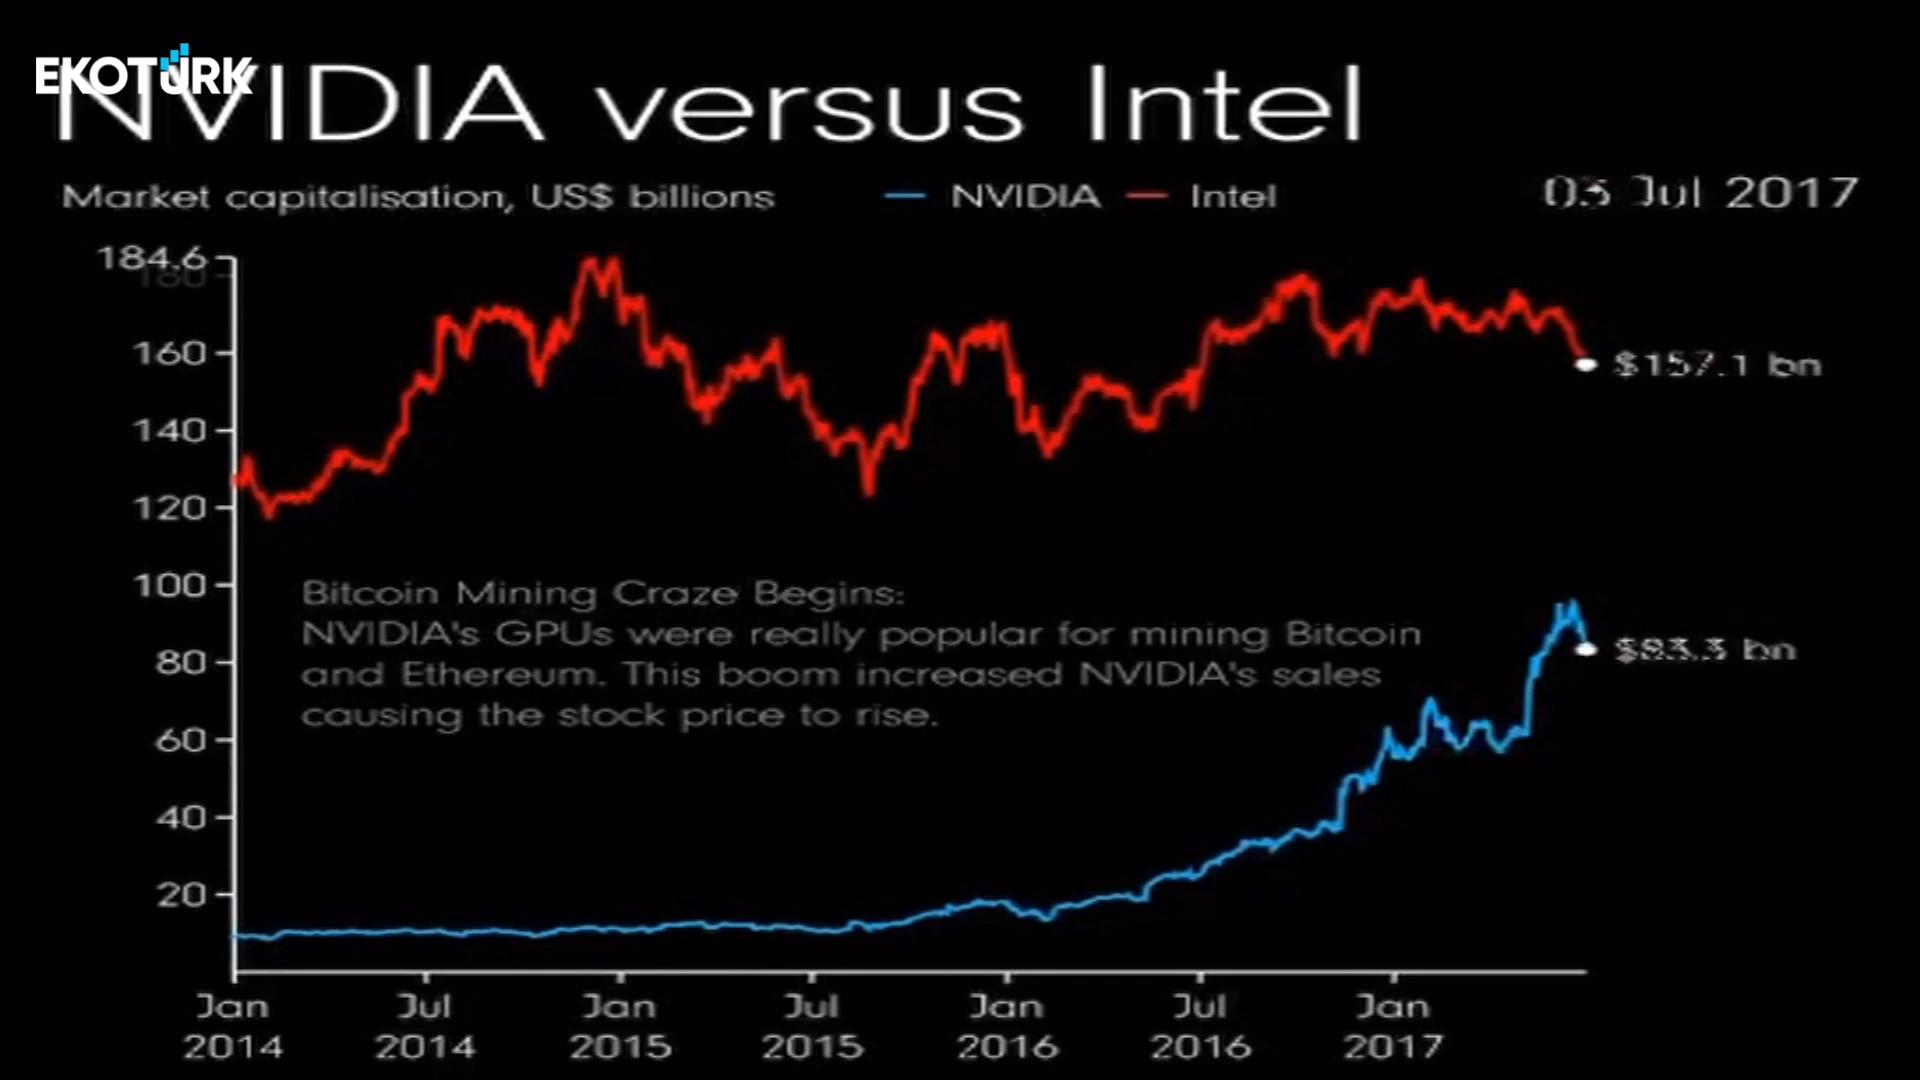 EKOTÜRK
NVIDIA versus Intel
Market capitalisation, US$ billions
NVIDIA
Intel
03 Jul 2017
184.6
180
160
140
120
100
80
60
40
20
$157.1 bn
$83.3 bn
Bitcoin Mining Craze Begins:
NVIDIA's GPUs were really popular for mining Bitcoin
and Ethereum. This boom increased NVIDIA's sales
causing the stock price to rise.
Jan Jul Jan Jul Jan Jul Jan
2014 2014 2015 2015 2016 2016 2017